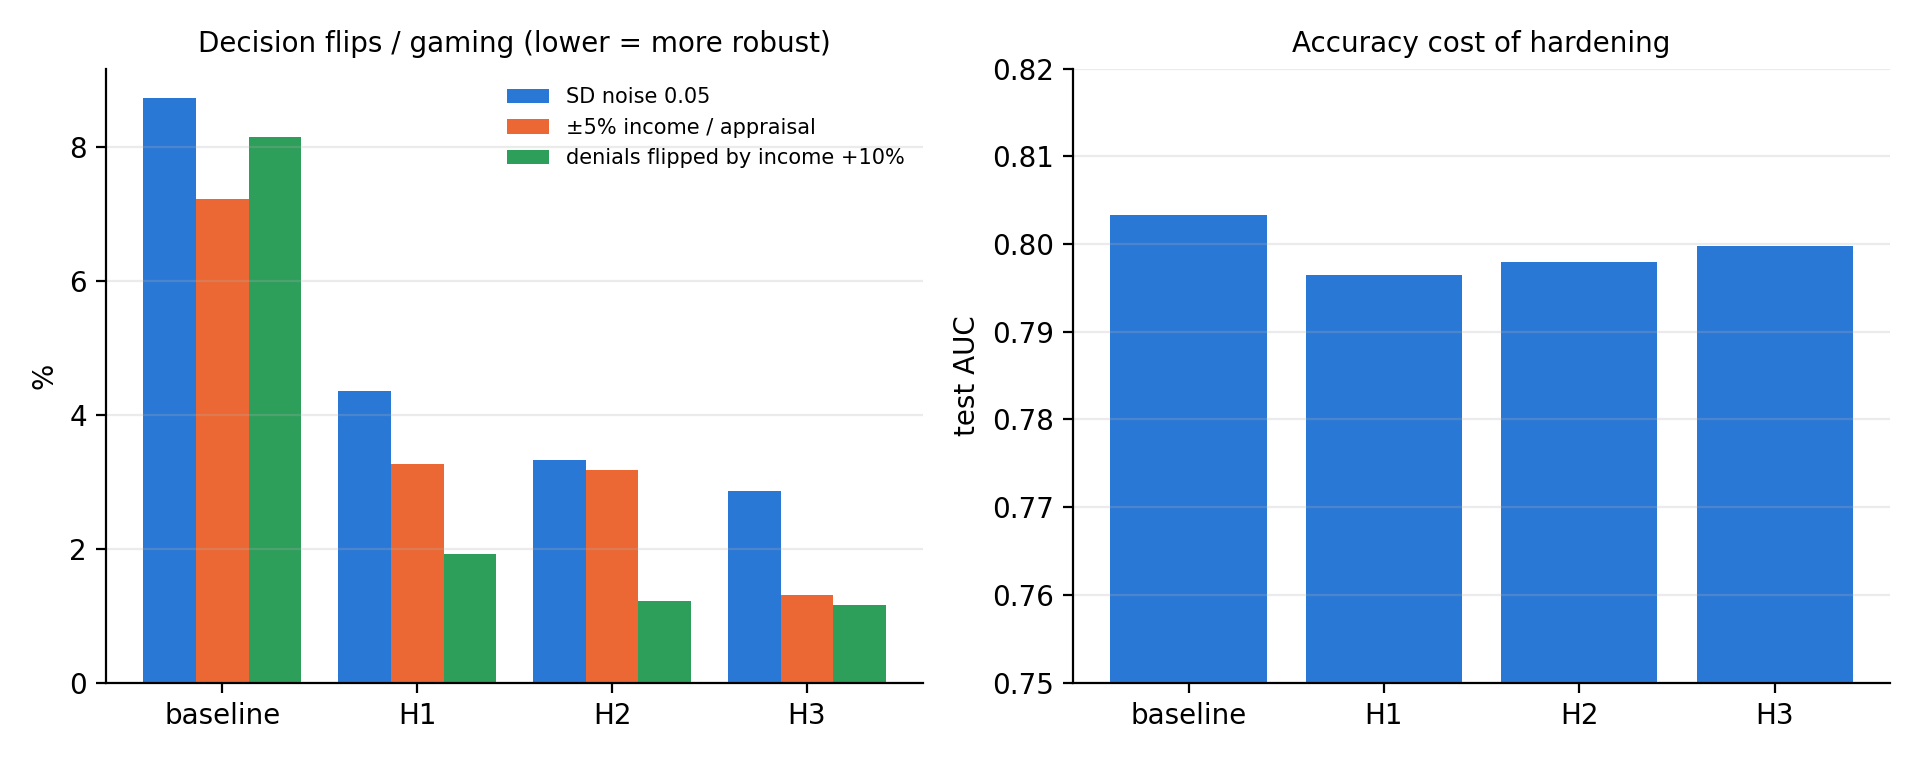 Decision flips / gaming (lower = more robust)
SD noise 0.05
±5% income / appraisal
denials flipped by income +10%
%
8
6
4
2
0
baseline H1 H2 H3
Accuracy cost of hardening
test AUC
0.82
0.81
0.80
0.79
0.78
0.77
0.76
0.75
baseline H1 H2 H3